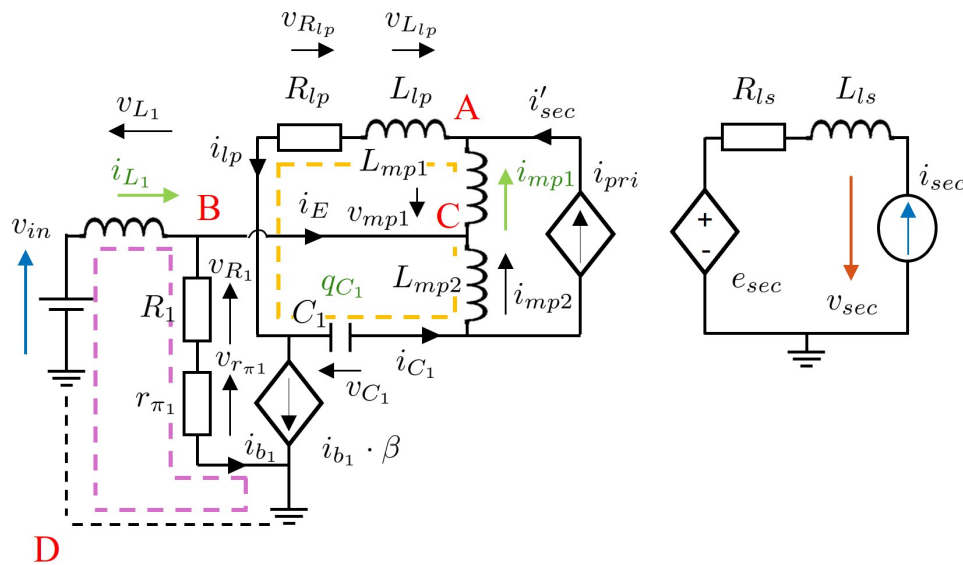 v_{R_{lp}} v_{L_{lp}}
R_{lp} L_{lp} A i'_{sec} R_{ls} L_{ls}
v_{L_1} i_{lp} L_{mp1}
i_{L_1} B i_E v_{mp1} C i_{mp1} i_{pri} i_{sec}
v_{in} + -
v_{R_1} q_{C_1} L_{mp2} i_{mp2} e_{sec} v_{sec}
R_1 C_1
v_{r_{π1}} i_{C_1}
r_{π_1} v_{C_1}
i_{b_1} i_{b_1} · β
D